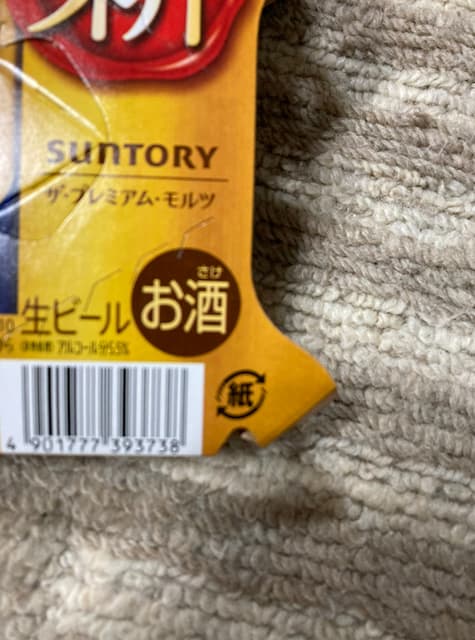 SUNTORY
ザ・プレミアム・モルツ
さけ
お酒
生ビール
アルコール分5.5%
紙
4 901777 393738